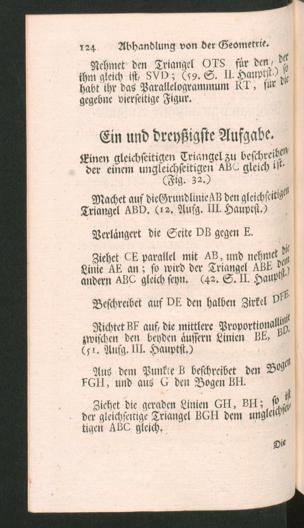 124 Abhandlung von der Geometrie.
Nehmet den Triangel OTS für den, der
ihm gleich ist, SVD; (59. S. II. Hauptst.) so
habt ihr das Parallelogrammum RT, für die
gegebne vierseitige Figur.
Ein und dreyßigste Aufgabe.
Einen gleichseitigen Triangel zu beschreiben,
der einem ungleichseitigen ABC gleich ist.
(Fig. 32.)
Machet auf die Grundlinie AB den gleichseitigen
Triangel ABD. (12. Aufg. III. Hauptst.)
Verlängert die Seite DB gegen E.
Ziehet CE parallel mit AB, und nehmet die
Linie AE an; so wird der Triangel ABE dem
andern ABC gleich seyn. (42. S. II. Hauptst.)
Beschreibet auf DE den halben Zirkel DFE.
Richtet BF auf, die mittlere Proportionallinie
zwischen den beyden äussern Linien BE, BD.
(51. Aufg. III. Hauptst.)
Aus dem Punkte B beschreibet den Bogen
FGH, und aus G den Bogen BH.
Ziehet die geraden Linien GH, BH; so ist
der gleichseitige Triangel BGH dem ungleichsei-
tigen ABC gleich.
Die